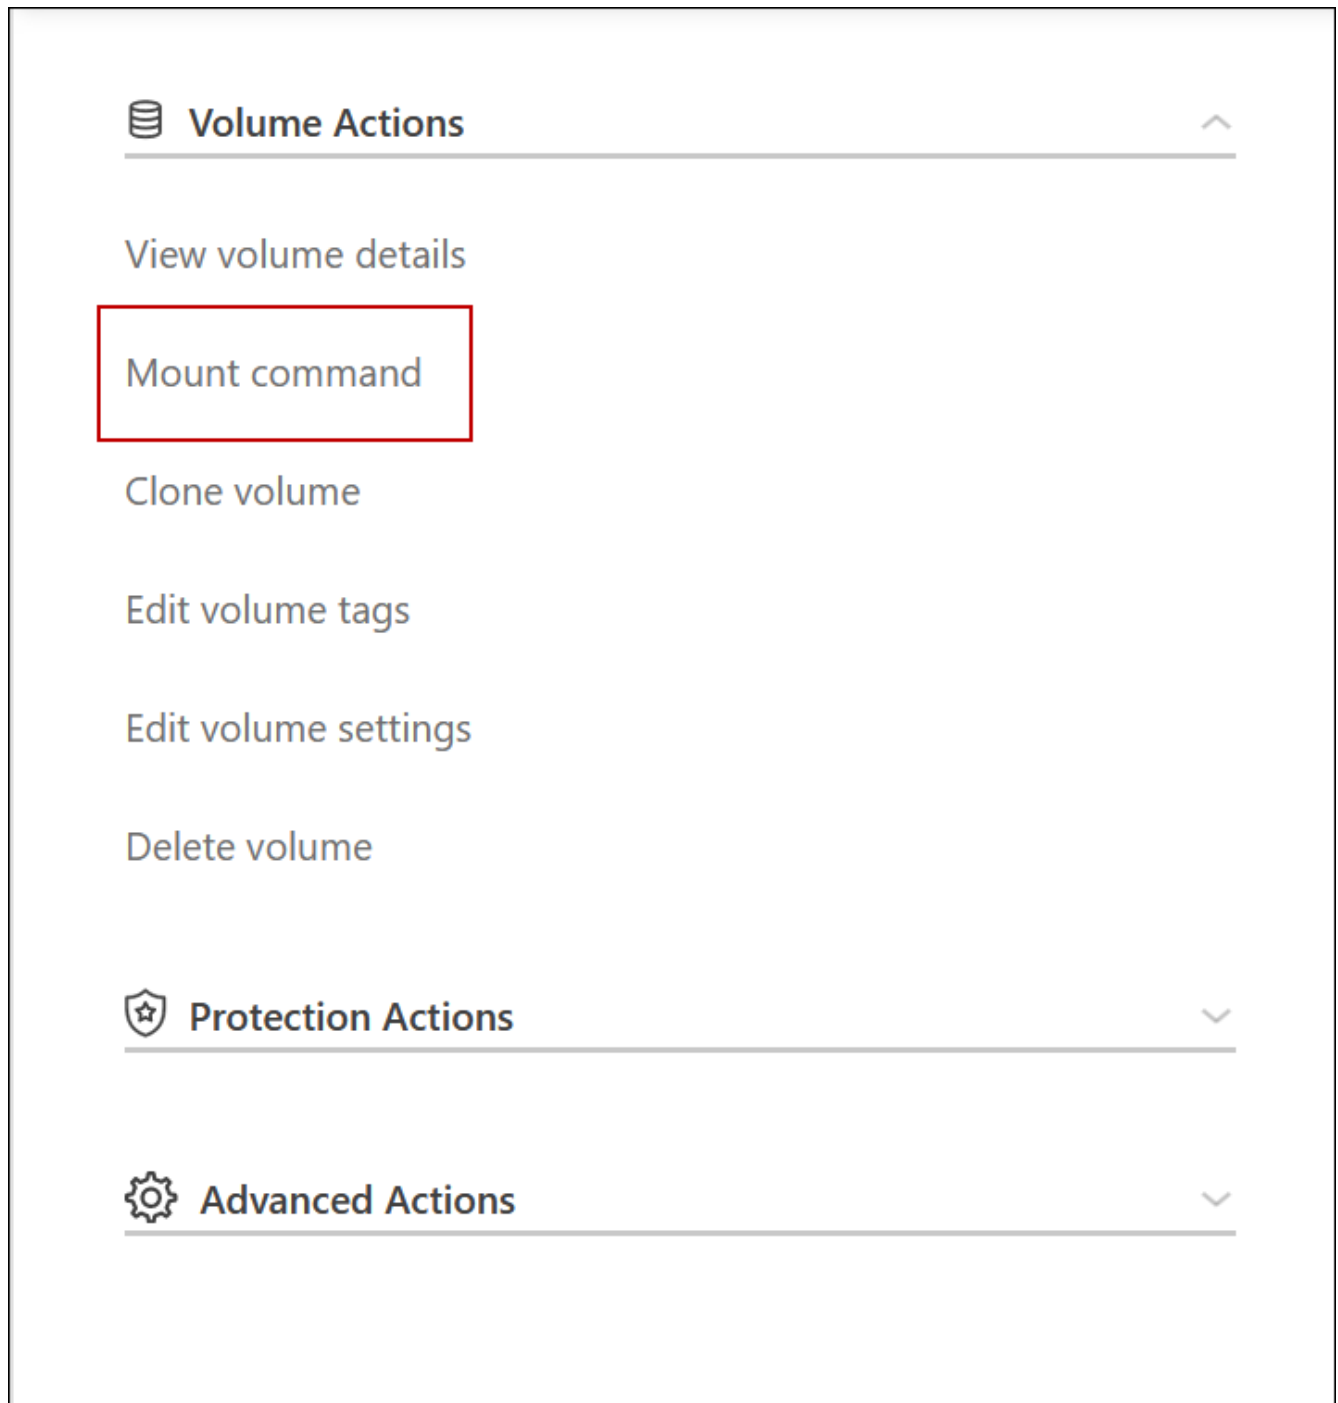 Volume Actions
View volume details
Mount command
Clone volume
Edit volume tags
Edit volume settings
Delete volume
Protection Actions
Advanced Actions